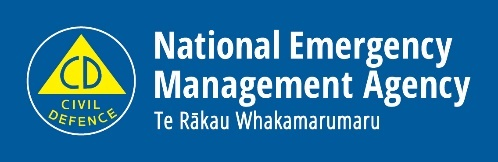 CD
CIVIL
DEFENCE
National Emergency
Management Agency
Te Rākau Whakamarumaru